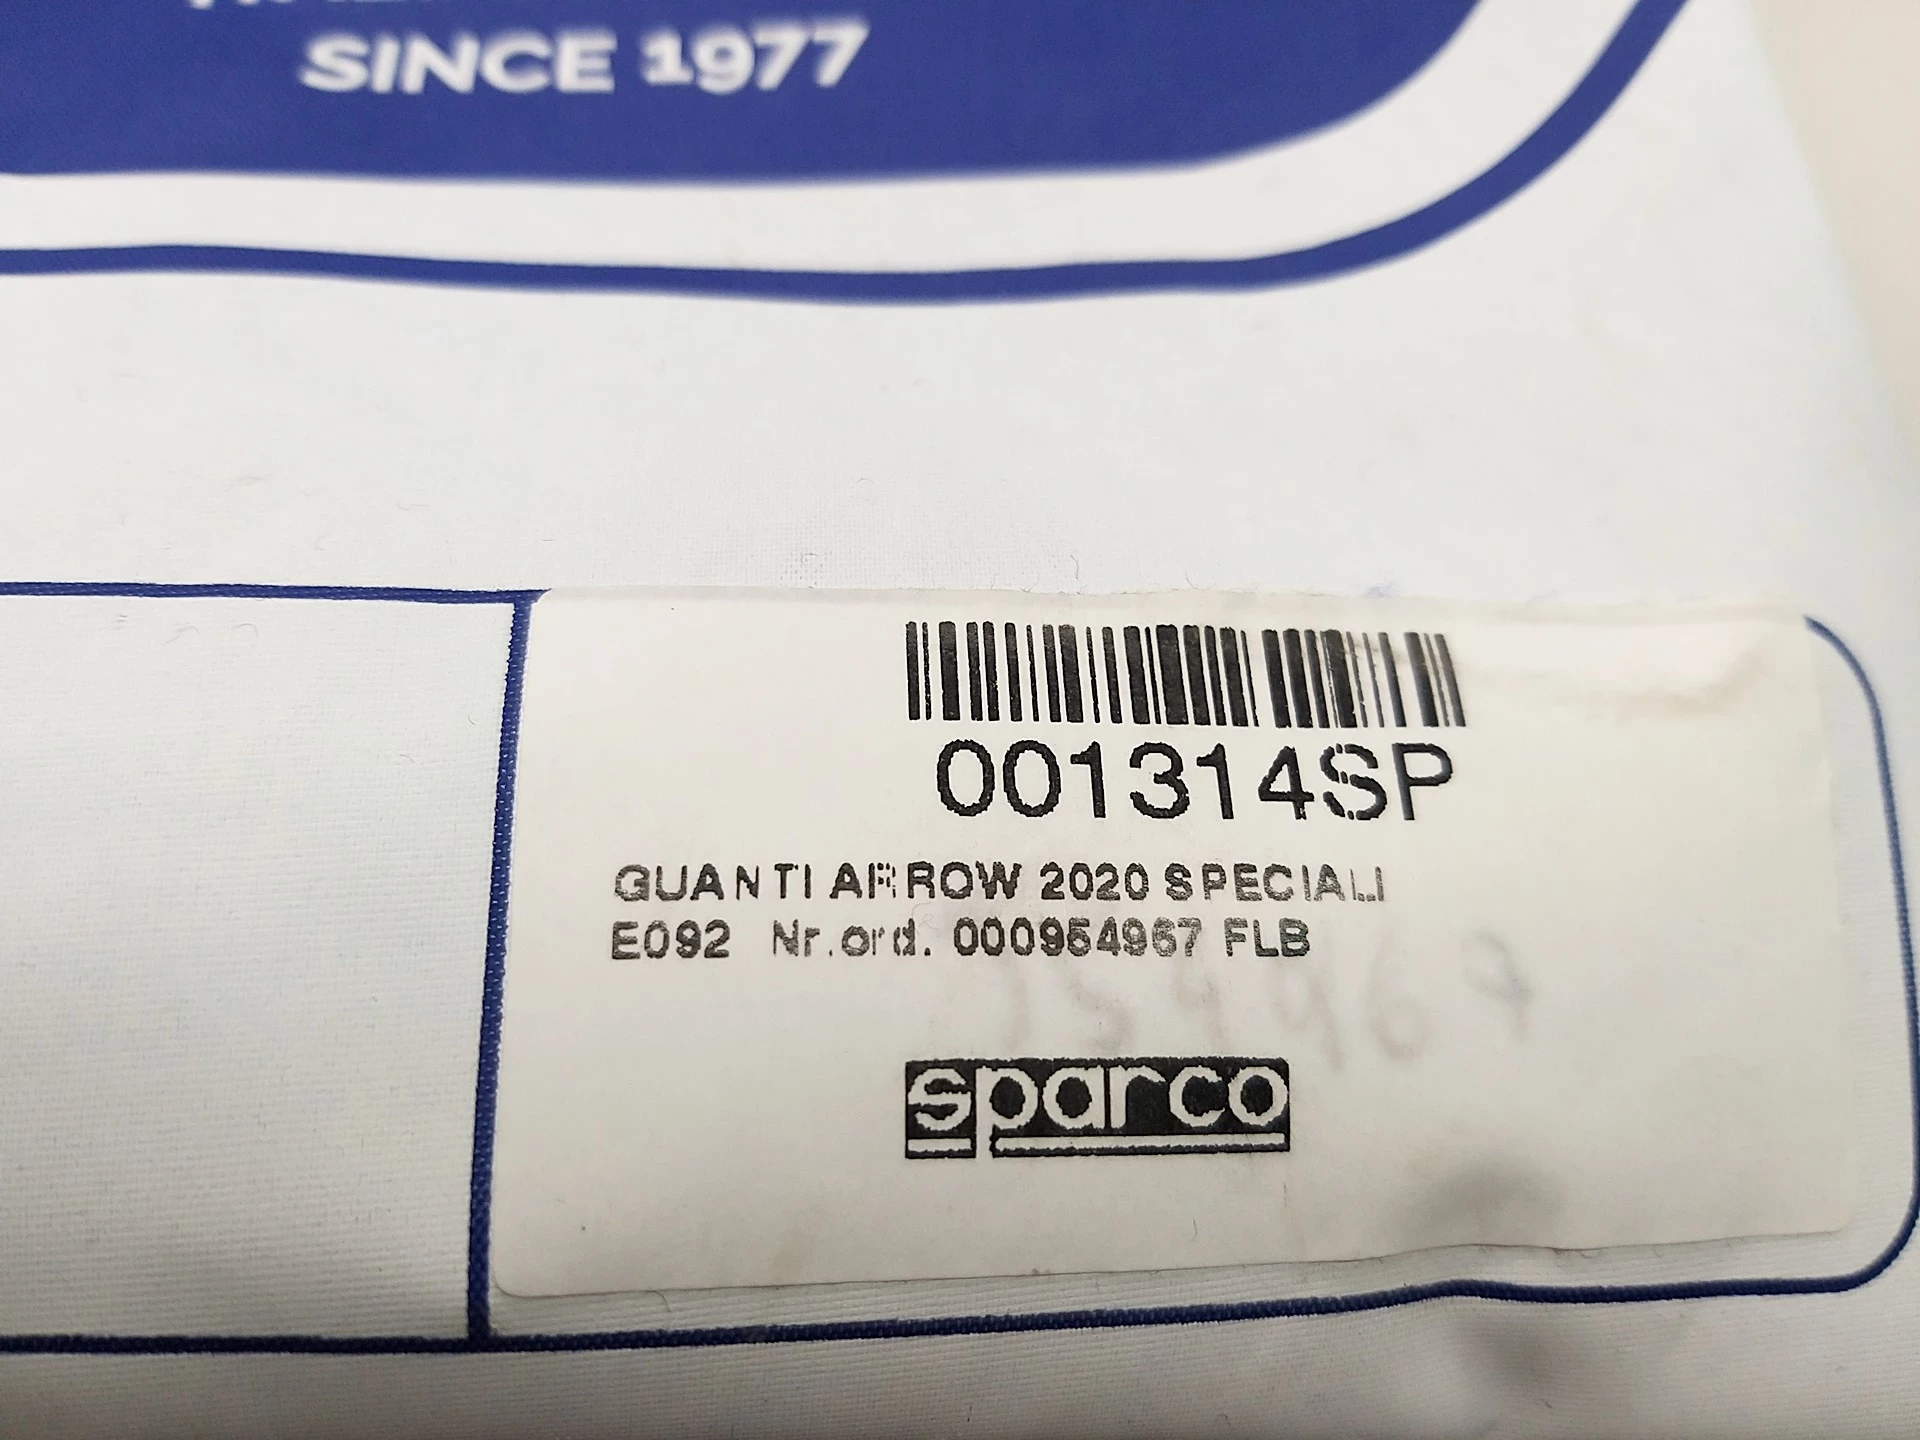 SINCE 1977
001314SP
GUANTI ARROW 2020 SPECIALI
E092 Nr.ord. 000954967 FLB
sparco